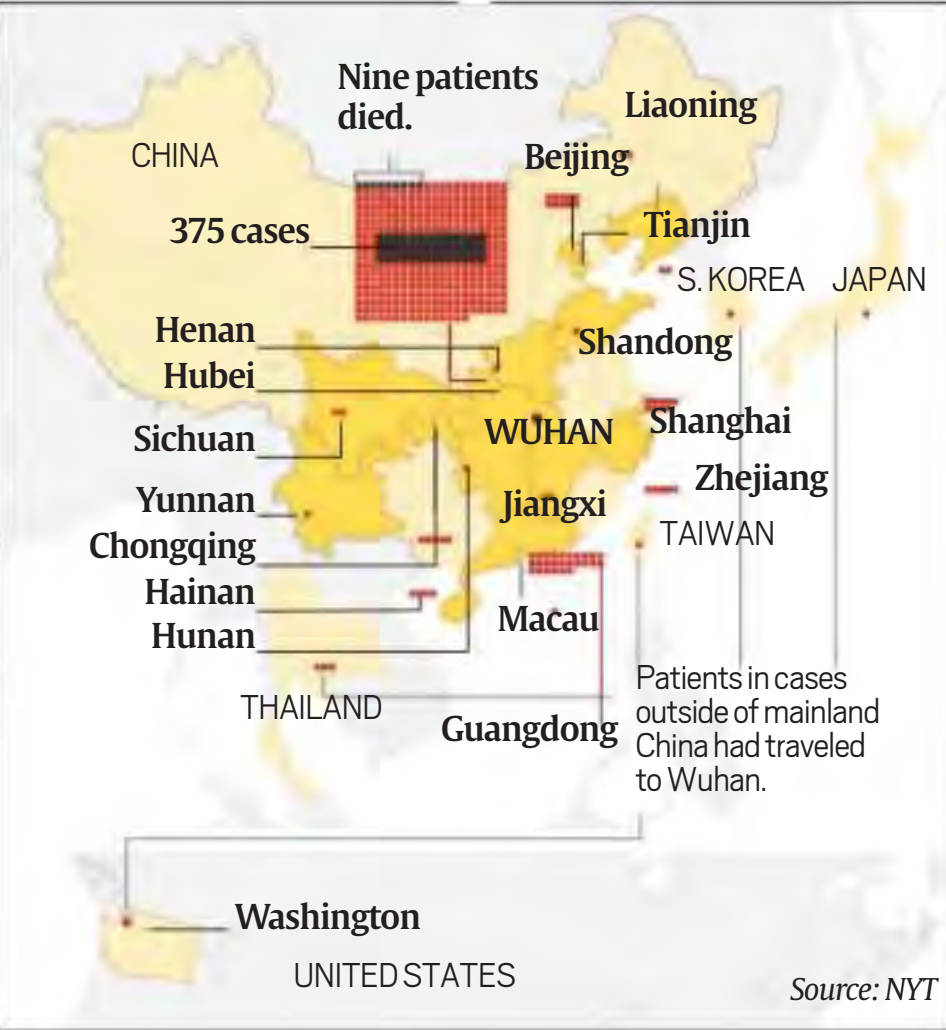 Nine patients
died.
Liaoning
CHINA
Beijing
375 cases
Tianjin
S. KOREA
JAPAN
Henan
Shandong
Hubei
Sichuan
WUHAN
Shanghai
Yunnan
Jiangxi
Zhejiang
Chongqing
TAIWAN
Hainan
Macau
Hunan
THAILAND
Guangdong
Patients in cases
outside of mainland
China had traveled
to Wuhan.
Washington
UNITED STATES
Source: NYT